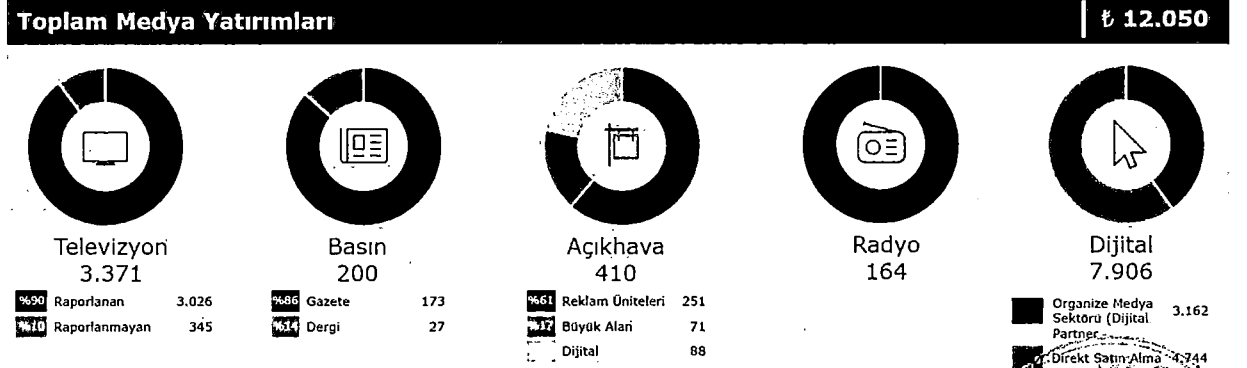 Toplam Medya Yatırımları ₺ 12.050
Televizyon
3.371
%90 Raporlanan 3.026
%10 Raporlanmayan 345
Basın
200
%86 Gazete 173
%14 Dergi 27
Açıkhava
410
%61 Reklam Üniteleri 251
%17 Büyük Alan 71
Dijital 88
Radyo
164
Dijital
7.906
Organize Medya
Sektörü (Dijital 3.162
Partner
Direkt Satın Alma 4.744